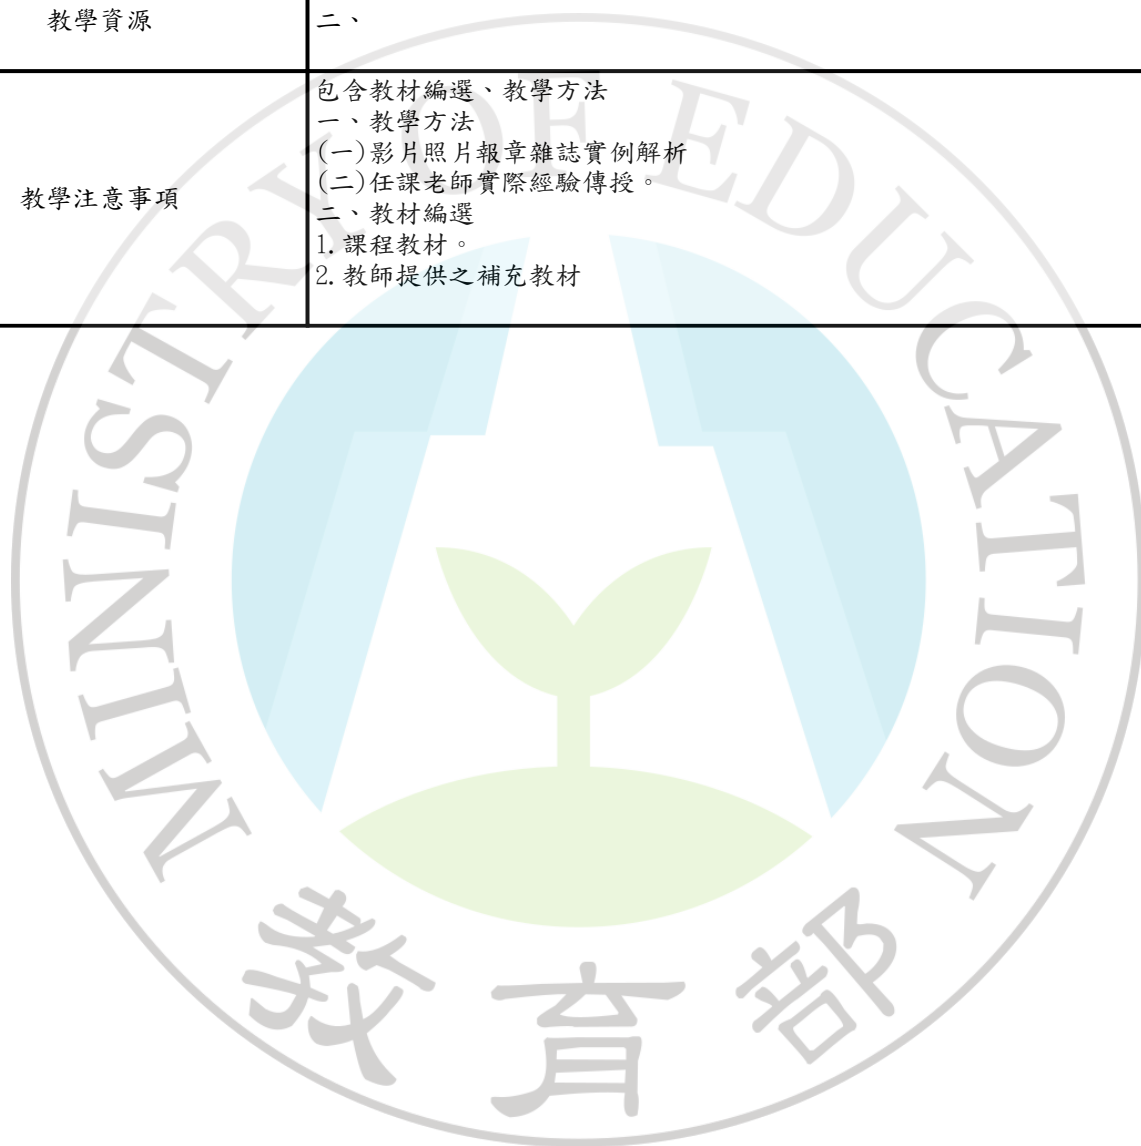 教學資源
二、
教學注意事項
包含教材編選、教學方法
一、教學方法
(一)影片照片報章雜誌實例解析
(二)任課老師實際經驗傳授。
二、教材編選
1.課程教材。
2.教師提供之補充教材
MINISTRY OF EDUCATION
教育部